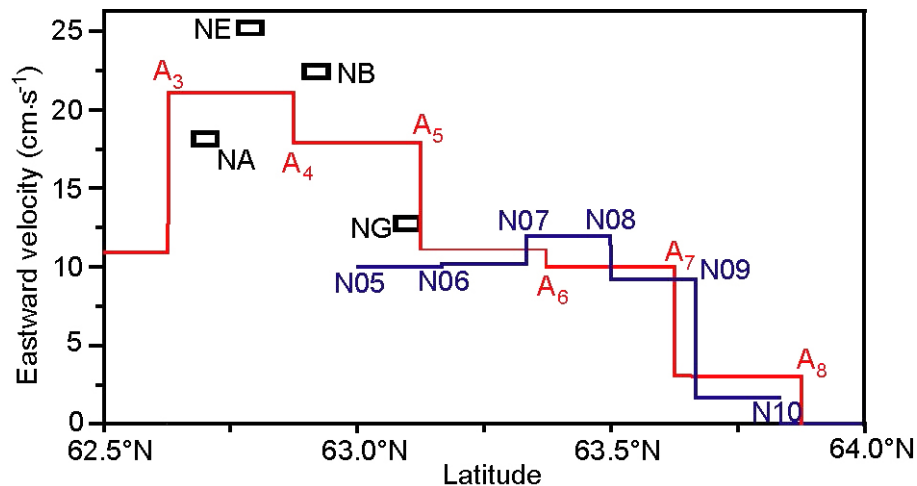 25
NE
A3
NB
Eastward velocity (cm·s-1)
20
A5
NA
A4
15
NG
N07
N08
A7
N09
10
N05
N06
A6
5
A8
N10
0
62.5°N
63.0°N
63.5°N
64.0°N
Latitude